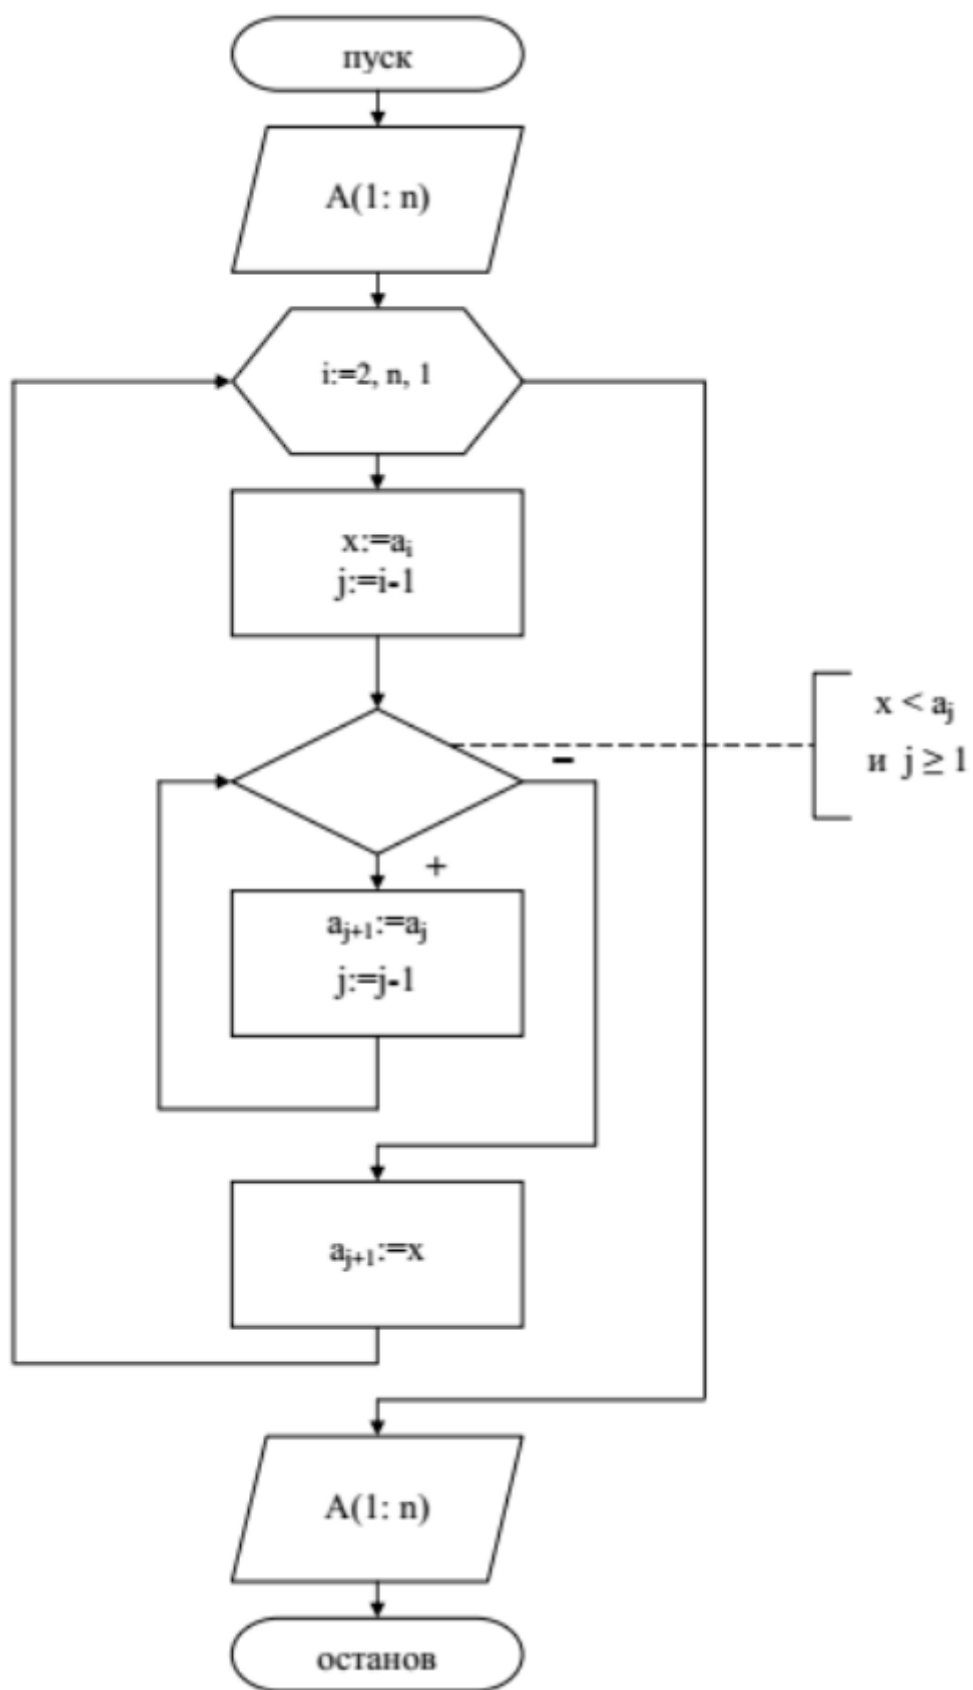 пуск
A(1: n)
i:=2, n, 1
x:=aᵢ
j:=i-1
x < aⱼ
и j ≥ 1
−
+
aⱼ₊₁:=aⱼ
j:=j-1
aⱼ₊₁:=x
A(1: n)
останов